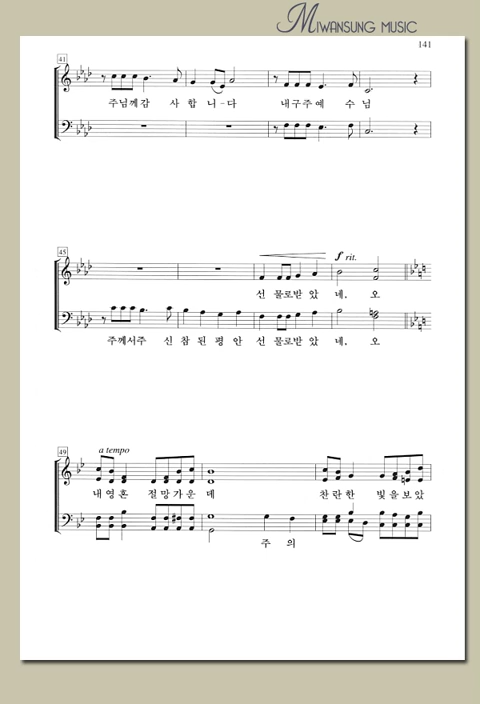 MIWANSUNG MUSIC
141
41
주님께감 사 합 니 - 다 내 구 주 예 수 님
45
f rit.
선 물로받 았 네, 오
주께서주 신 참 된 평 안 선 물로받 았 네, 오
49
a tempo
내 영 혼 절 망 가 운 데 찬 란 한 빛 을 보 았
주 의